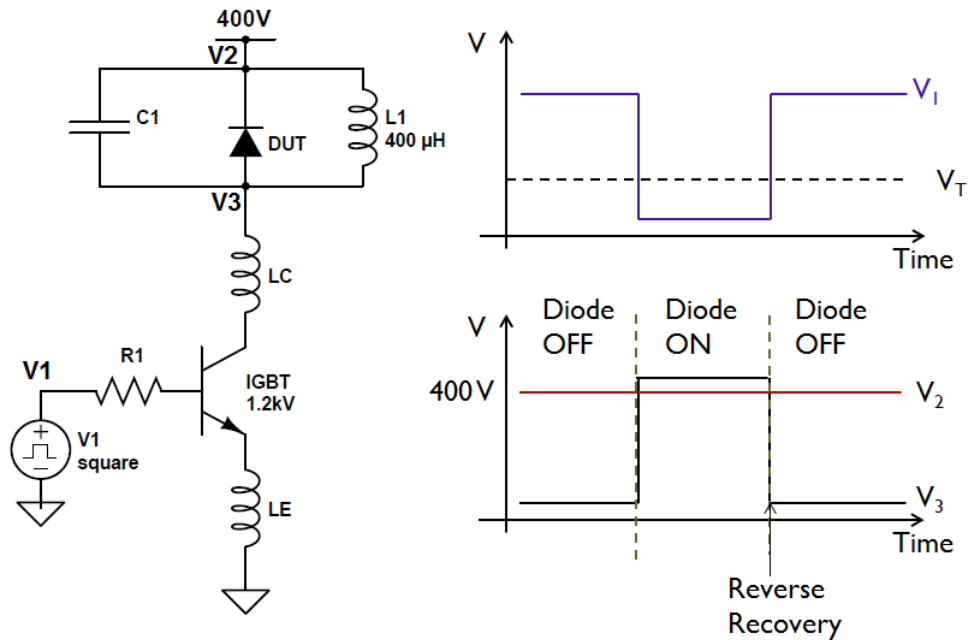 400V
V2
C1
DUT
L1
400 µH
V3
LC
R1
V1
IGBT
1.2kV
V1
square
LE
V
V1
VT
Time
Diode
OFF
Diode
ON
Diode
OFF
V
400 V
V2
V3
Time
Reverse
Recovery